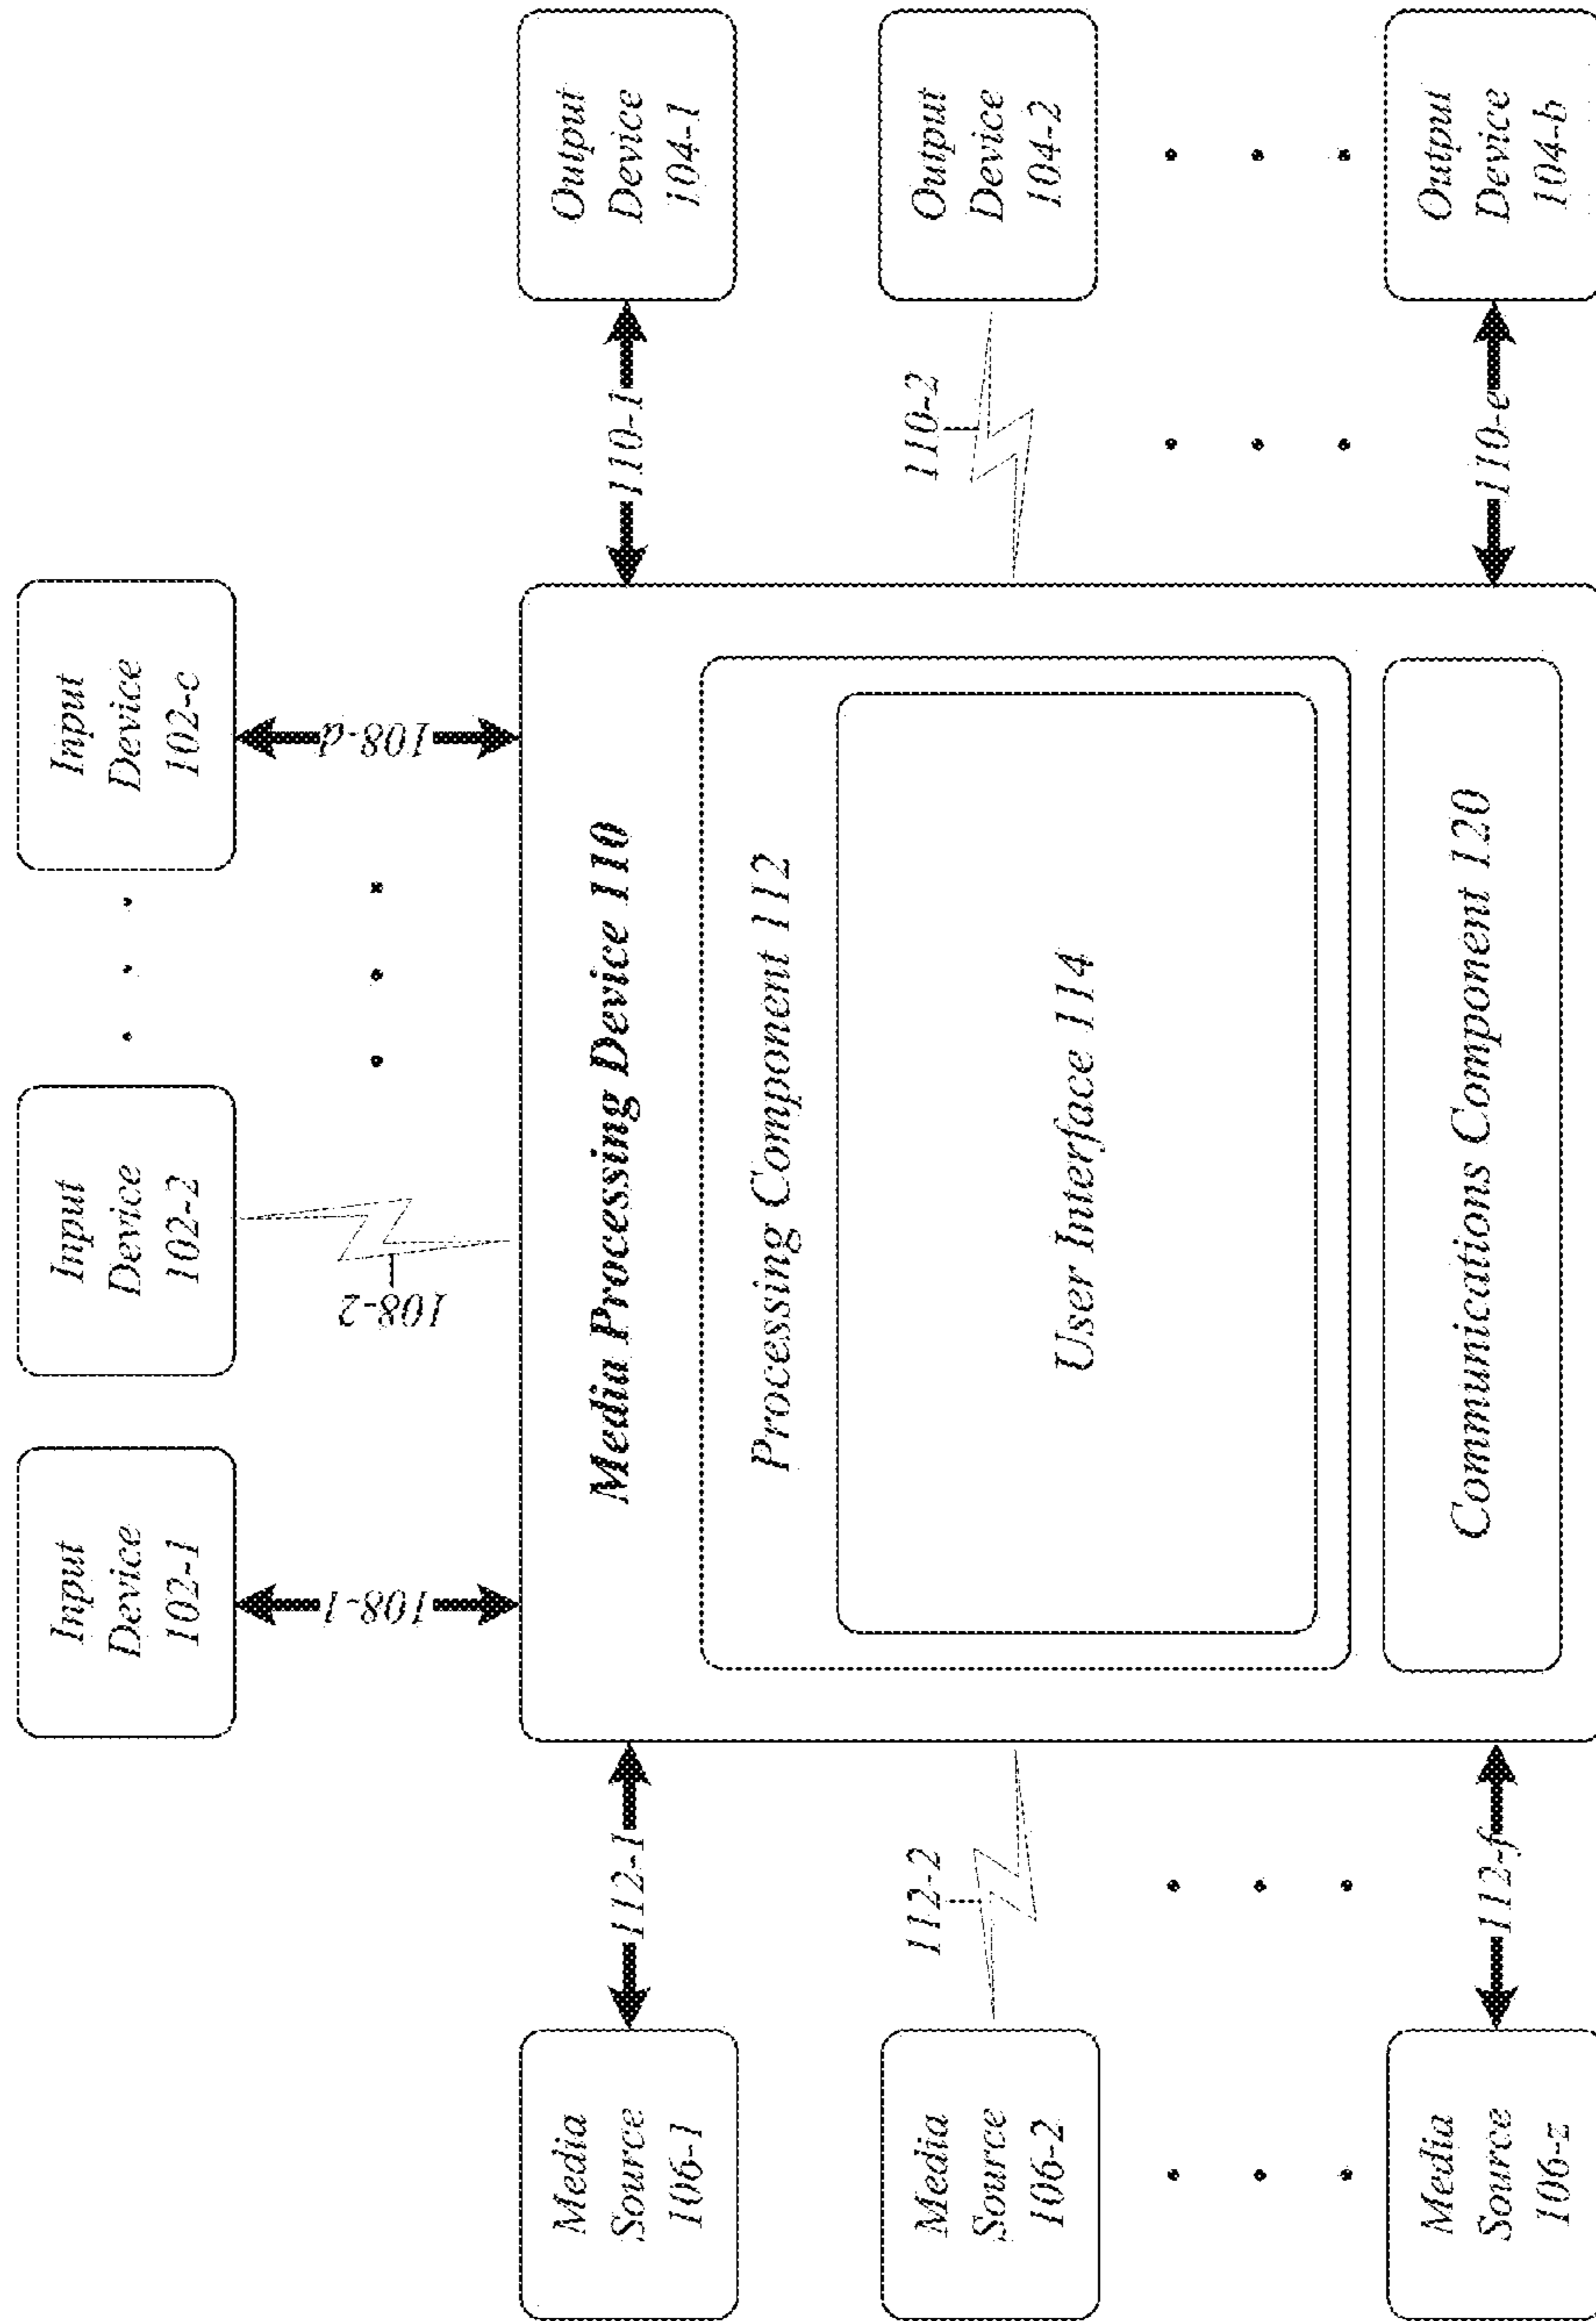 Input
Device
102-1
Input
Device
102-2
Input
Device
102-c
108-1
108-2
108-d
Media
Source
106-1
112-1
Media Processing Device 110
110-1
Output
Device
104-1
Processing Component 112
Media
Source
106-2
112-2
User Interface 114
110-2
Output
Device
104-2
Media
Source
106-z
112-f
Communications Component 120
110-e
Output
Device
104-b